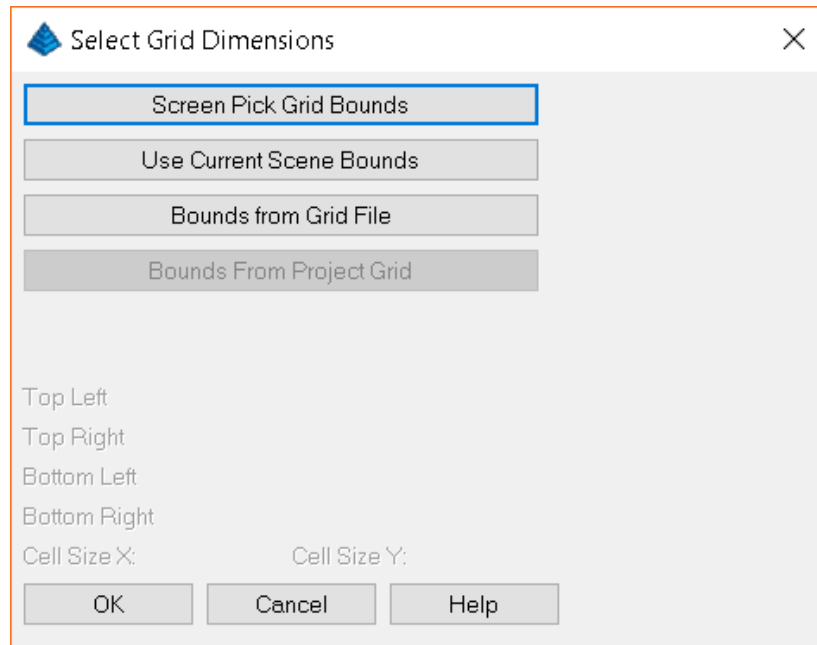 Select Grid Dimensions
Screen Pick Grid Bounds
Use Current Scene Bounds
Bounds from Grid File
Bounds From Project Grid
Top Left
Top Right
Bottom Left
Bottom Right
Cell Size X: Cell Size Y:
OK Cancel Help